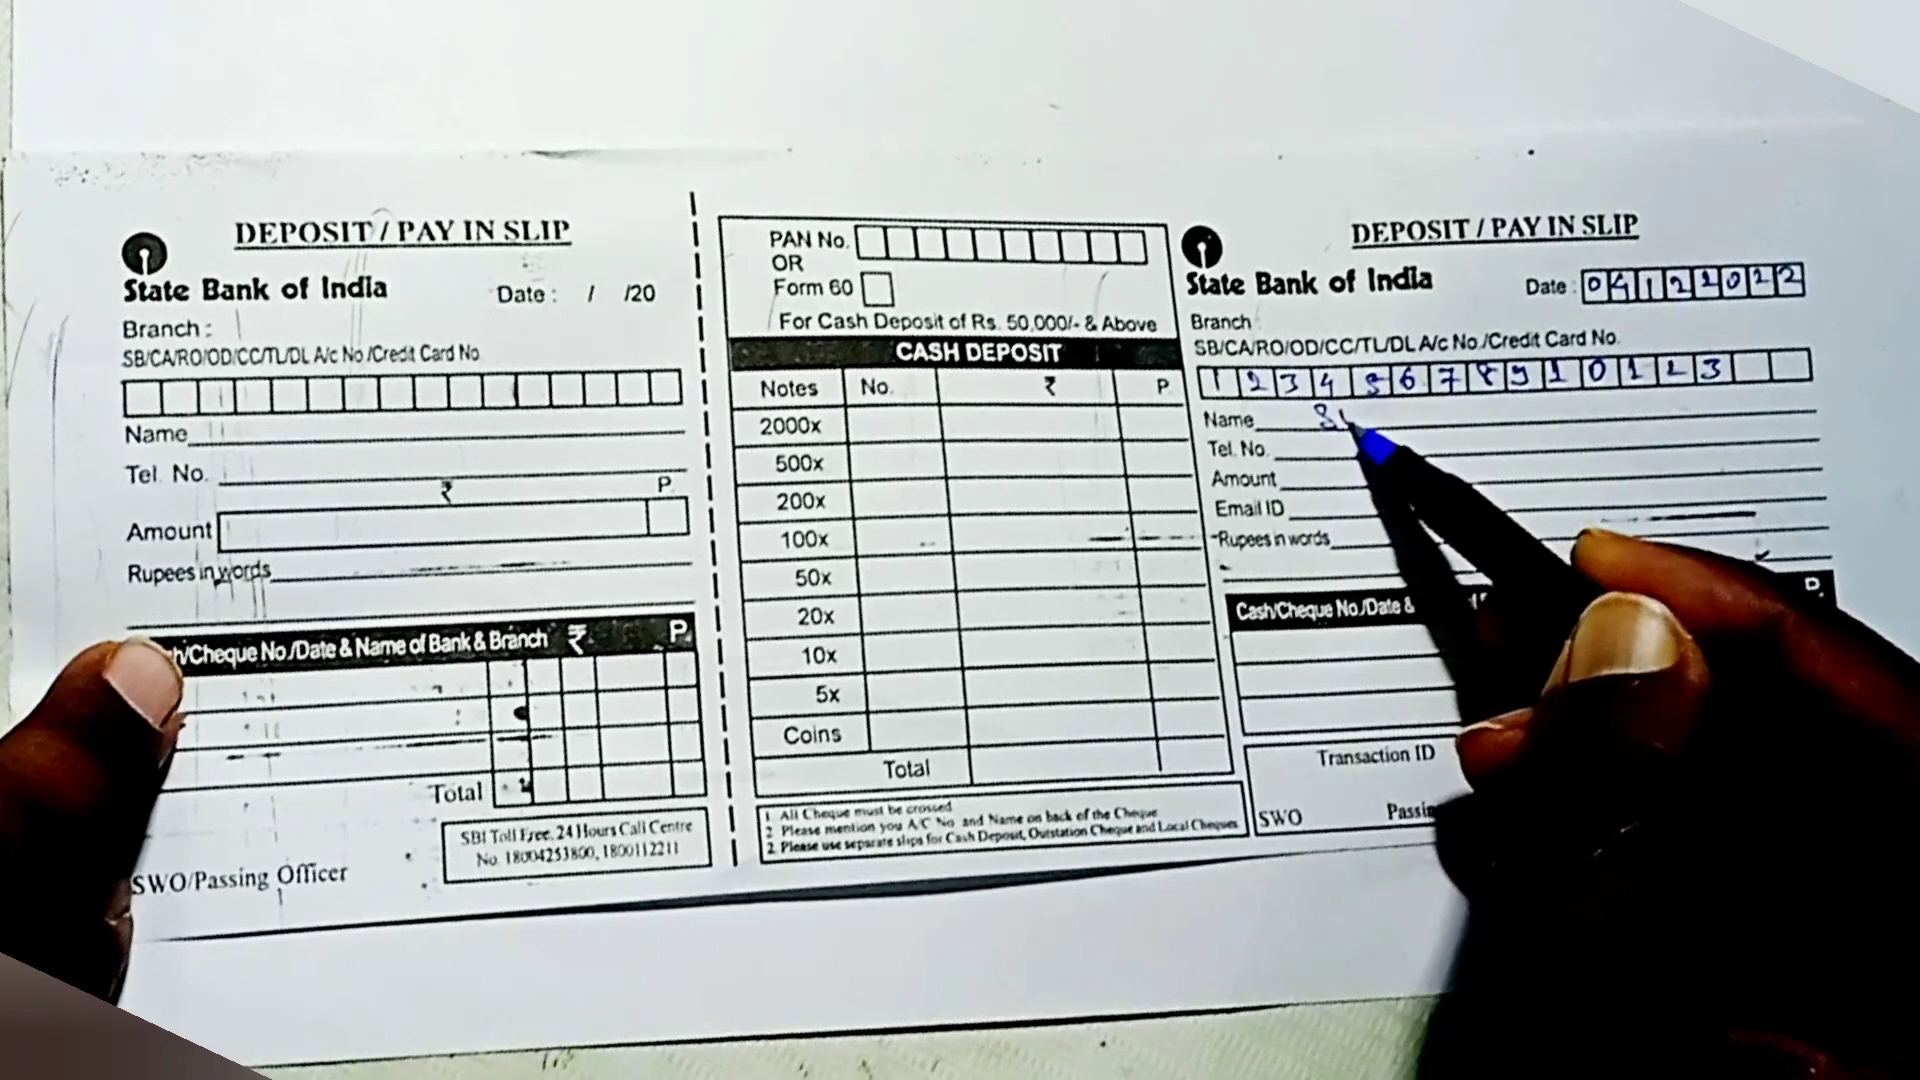 DEPOSIT / PAY IN SLIP
State Bank of India
Date : / /20
Branch :
SB/CA/RO/OD/CC/TL/DL A/c No./Credit Card No.
Name
Tel. No.
₹ P.
Amount
Rupees in words
/Cheque No./Date & Name of Bank & Branch ₹ P.
Total
SBI Toll Free, 24 Hours Call Centre
No. 18004253800, 1800112211
SWO/Passing Officer
PAN No.
OR
Form 60
For Cash Deposit of Rs. 50,000/- & Above
CASH DEPOSIT
Notes No. ₹ P.
2000x
500x
200x
100x
50x
20x
10x
5x
Coins
Total
1. All Cheque must be crossed
2. Please mention you A/C No. and Name on back of the Cheque
2. Please use separate slips for Cash Deposit, Outstation Cheque and Local Cheques
DEPOSIT / PAY IN SLIP
State Bank of India
Date : 04122022
Branch :
SB/CA/RO/OD/CC/TL/DL A/c No./Credit Card No.
12345678910123
Name
Tel. No.
Amount
Email ID
Rupees in words
Cash/Cheque No./Date & P.
Transaction ID
SWO